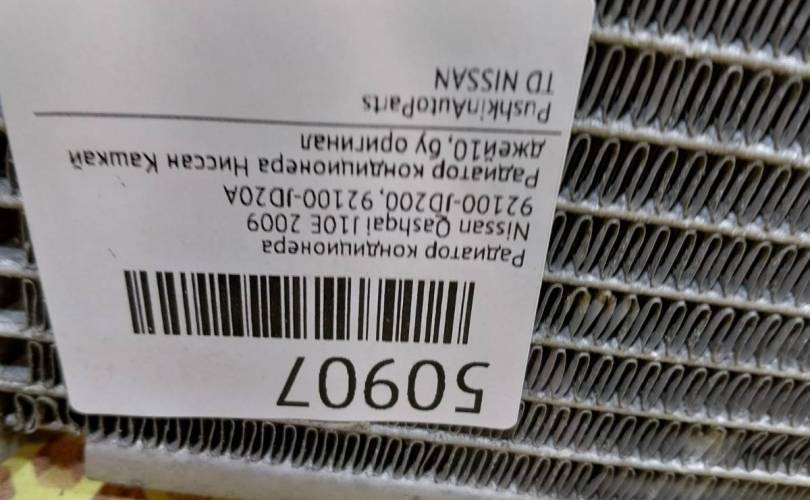 50907
Радиатор кондиционера
Nissan Qashqai J10E 2009
92100-JD200, 92100-JD20A
Радиатор кондиционера Ниссан Кашкай
джей10, бу оригинал
PushkinAutoParts
TD NISSAN